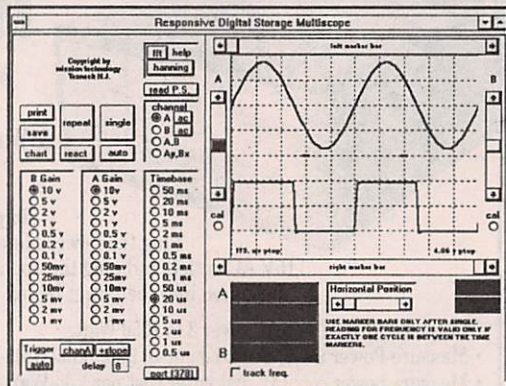 Responsive Digital Storage Multiscope
Copyright by
mission technology
Teaneck N.J.
fft help
hanning
read P.S.
print
save
repeat
single
chart
react
auto
channel
A ac
B ac
A,B
Ay,Bx
B Gain
10 v
5 v
2 v
1 v
0.5 v
0.2 v
0.1 v
50mv
25mv
10mv
5 mv
2 mv
1 mv
A Gain
10v
5 v
2 v
1 v
0.5 v
0.2 v
0.1 v
50mv
25mv
10mv
5 mv
2 mv
1 mv
Timebase
50 ms
20 ms
10 ms
5 ms
2 ms
1 ms
0.5 ms
0.2 ms
0.1 ms
50 us
20 us
10 us
5 us
2 us
1 us
0.5 us
Trigger
chanA
+slope
auto
delay 8
port [378]
left marker bar
A
B
cal
cal
4.06 v ptop
right marker bar
A
B
track freq.
Horizontal Position
USE MARKER BARS ONLY AFTER SINGLE.
READING FOR FREQUENCY IS VALID ONLY IF
EXACTLY ONE CYCLE IS BETWEEN THE TIME
MARKERS.